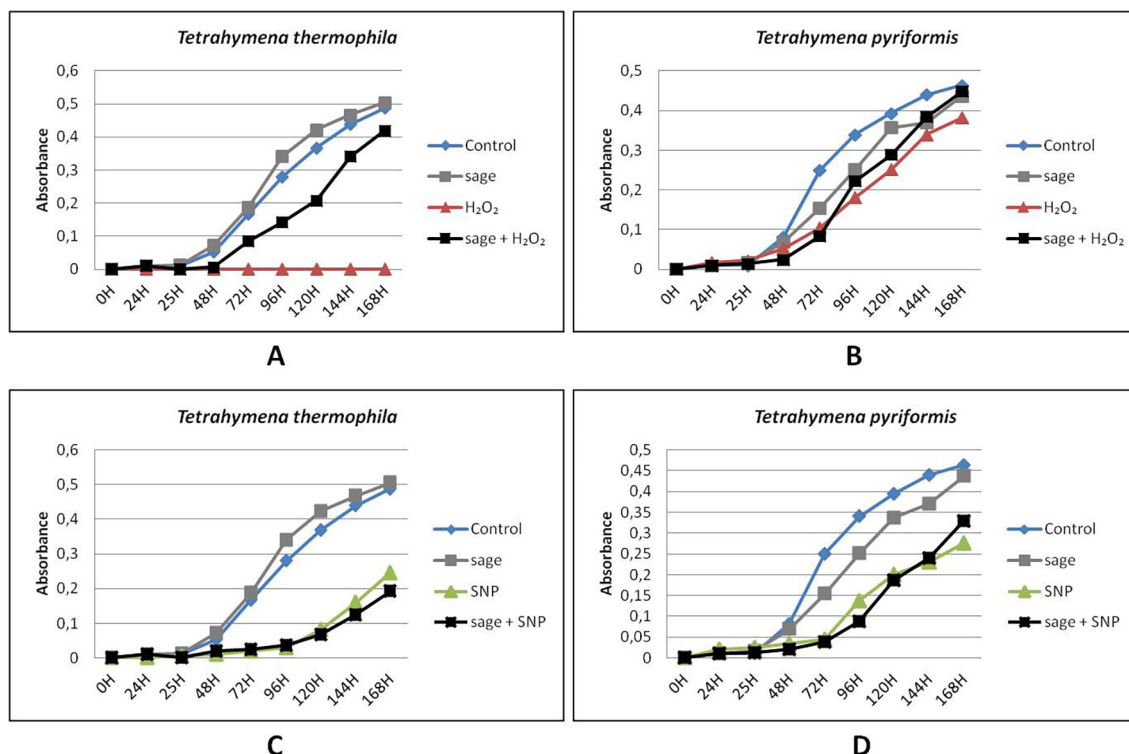 Tetrahymena thermophila
0,6
0,5
0,4
0,3
0,2
0,1
0
Absorbance
0H 24H 25H 48H 72H 96H 120H 144H 168H
Control
sage
H₂O₂
sage + H₂O₂
A
Tetrahymena pyriformis
0,5
0,4
0,3
0,2
0,1
0
Absorbance
0H 24H 25H 48H 72H 96H 120H 144H 168H
Control
sage
H₂O₂
sage + H₂O₂
B
Tetrahymena thermophila
0,6
0,5
0,4
0,3
0,2
0,1
0
Absorbance
0H 24H 25H 48H 72H 96H 120H 144H 168H
Control
sage
SNP
sage + SNP
C
Tetrahymena pyriformis
0,5
0,45
0,4
0,35
0,3
0,25
0,2
0,15
0,1
0,05
0
Absorbance
0H 24H 25H 48H 72H 96H 120H 144H 168H
Control
sage
SNP
sage + SNP
D